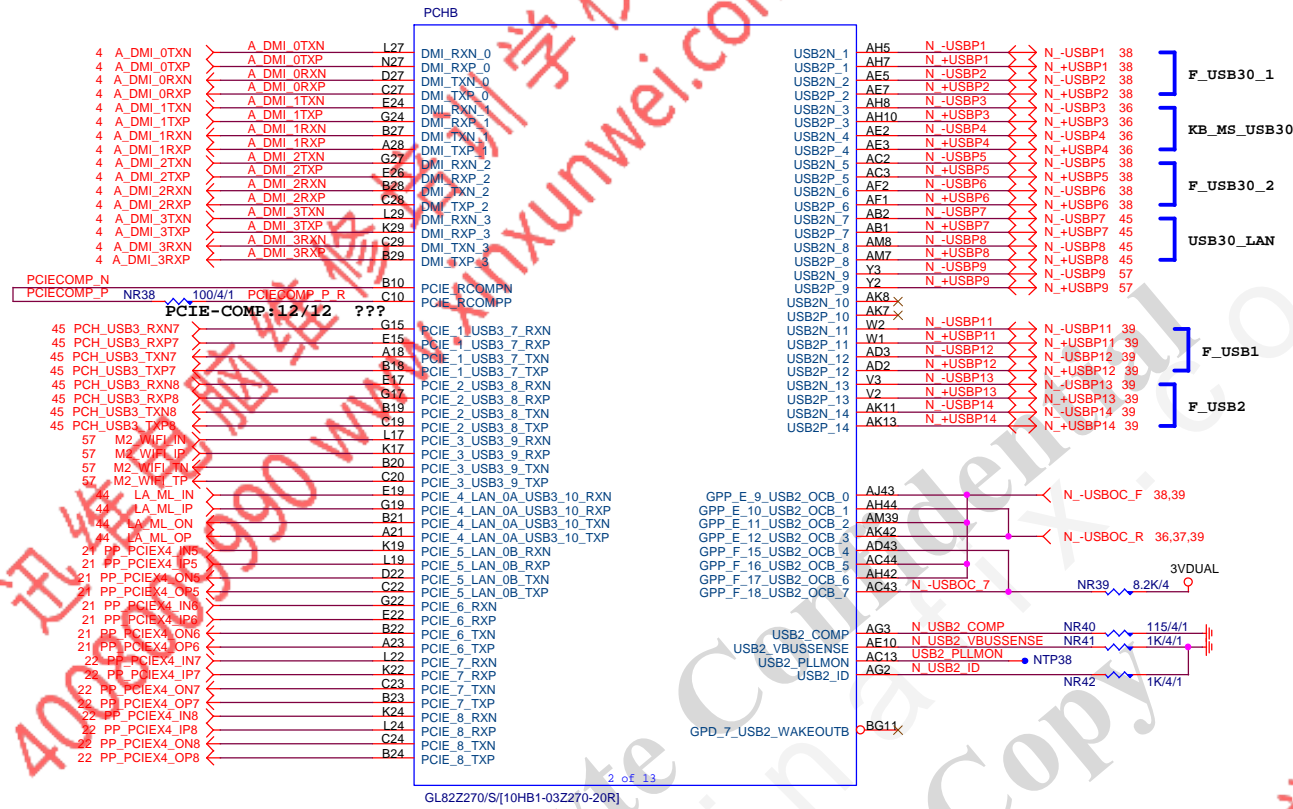 PCHB
4 A_DMI_0TXN A_DMI_0TXN L27 DMI_RXN_0
4 A_DMI_0TXP A_DMI_0TXP N27 DMI_RXP_0
4 A_DMI_0RXN A_DMI_0RXN D27 DMI_TXN_0
4 A_DMI_0RXP A_DMI_0RXP C27 DMI_TXP_0
4 A_DMI_1TXN A_DMI_1TXN E24 DMI_RXN_1
4 A_DMI_1TXP A_DMI_1TXP G24 DMI_RXP_1
4 A_DMI_1RXN A_DMI_1RXN B27 DMI_TXN_1
4 A_DMI_1RXP A_DMI_1RXP A28 DMI_TXP_1
4 A_DMI_2TXN A_DMI_2TXN G27 DMI_RXN_2
4 A_DMI_2TXP A_DMI_2TXP E26 DMI_RXP_2
4 A_DMI_2RXN A_DMI_2RXN B28 DMI_TXN_2
4 A_DMI_2RXP A_DMI_2RXP C28 DMI_TXP_2
4 A_DMI_3TXN A_DMI_3TXN L29 DMI_RXN_3
4 A_DMI_3TXP A_DMI_3TXP K29 DMI_RXP_3
4 A_DMI_3RXN A_DMI_3RXN C29 DMI_TXN_3
4 A_DMI_3RXP A_DMI_3RXP B29 DMI_TXP_3
PCIECOMP_N B10 PCIE_RCOMPN
PCIECOMP_P NR38 100/4/1 PCIECOMP_P_R C10 PCIE_RCOMPP
PCIE-COMP:12/12 ???
45 PCH_USB3_RXN7 G15 PCIE_1_USB3_7_RXN
45 PCH_USB3_RXP7 E15 PCIE_1_USB3_7_RXP
45 PCH_USB3_TXN7 A18 PCIE_1_USB3_7_TXN
45 PCH_USB3_TXP7 B18 PCIE_1_USB3_7_TXP
45 PCH_USB3_RXN8 E17 PCIE_2_USB3_8_RXN
45 PCH_USB3_RXP8 G17 PCIE_2_USB3_8_RXP
45 PCH_USB3_TXN8 B19 PCIE_2_USB3_8_TXN
45 PCH_USB3_TXP8 C19 PCIE_2_USB3_8_TXP
57 M2_WIFI_IN L17 PCIE_3_USB3_9_RXN
57 M2_WIFI_IP K17 PCIE_3_USB3_9_RXP
57 M2_WIFI_TN B20 PCIE_3_USB3_9_TXN
57 M2_WIFI_TP C20 PCIE_3_USB3_9_TXP
44 LA_ML_IN E19 PCIE_4_LAN_0A_USB3_10_RXN
44 LA_ML_IP G19 PCIE_4_LAN_0A_USB3_10_RXP
44 LA_ML_ON B21 PCIE_4_LAN_0A_USB3_10_TXN
44 LA_ML_OP A21 PCIE_4_LAN_0A_USB3_10_TXP
21 PP_PCIEX4_IN5 K19 PCIE_5_LAN_0B_RXN
21 PP_PCIEX4_IP5 L19 PCIE_5_LAN_0B_RXP
21 PP_PCIEX4_ON5 D22 PCIE_5_LAN_0B_TXN
21 PP_PCIEX4_OP5 C22 PCIE_5_LAN_0B_TXP
21 PP_PCIEX4_IN6 G22 PCIE_6_RXN
21 PP_PCIEX4_IP6 E22 PCIE_6_RXP
21 PP_PCIEX4_ON6 B22 PCIE_6_TXN
21 PP_PCIEX4_OP6 A23 PCIE_6_TXP
22 PP_PCIEX4_IN7 L22 PCIE_7_RXN
22 PP_PCIEX4_IP7 K22 PCIE_7_RXP
22 PP_PCIEX4_ON7 C23 PCIE_7_TXN
22 PP_PCIEX4_OP7 B23 PCIE_7_TXP
22 PP_PCIEX4_IN8 K24 PCIE_8_RXN
22 PP_PCIEX4_IP8 L24 PCIE_8_RXP
22 PP_PCIEX4_ON8 C24 PCIE_8_TXN
22 PP_PCIEX4_OP8 B24 PCIE_8_TXP
USB2N_1 AH5 N_-USBP1 N_-USBP1 38
USB2P_1 AH7 N_+USBP1 N_+USBP1 38
USB2N_2 AE5 N_-USBP2 N_-USBP2 38
USB2P_2 AE7 N_+USBP2 N_+USBP2 38
F_USB30_1
USB2N_3 AH8 N_-USBP3 N_-USBP3 36
USB2P_3 AH10 N_+USBP3 N_+USBP3 36
USB2N_4 AE2 N_-USBP4 N_-USBP4 36
USB2P_4 AE3 N_+USBP4 N_+USBP4 36
KB_MS_USB30
USB2N_5 AC2 N_-USBP5 N_-USBP5 38
USB2P_5 AC3 N_+USBP5 N_+USBP5 38
USB2N_6 AF2 N_-USBP6 N_-USBP6 38
USB2P_6 AF1 N_+USBP6 N_+USBP6 38
F_USB30_2
USB2N_7 AB2 N_-USBP7 N_-USBP7 45
USB2P_7 AB1 N_+USBP7 N_+USBP7 45
USB2N_8 AM8 N_-USBP8 N_-USBP8 45
USB2P_8 AM7 N_+USBP8 N_+USBP8 45
USB30_LAN
USB2N_9 Y3 N_-USBP9 N_-USBP9 57
USB2P_9 Y2 N_+USBP9 N_+USBP9 57
USB2N_10 AK8
USB2P_10 AK7
USB2N_11 W2 N_-USBP11 N_-USBP11 39
USB2P_11 W1 N_+USBP11 N_+USBP11 39
USB2N_12 AD3 N_-USBP12 N_-USBP12 39
USB2P_12 AD2 N_+USBP12 N_+USBP12 39
F_USB1
USB2N_13 V3 N_-USBP13 N_-USBP13 39
USB2P_13 V2 N_+USBP13 N_+USBP13 39
USB2N_14 AK11 N_-USBP14 N_-USBP14 39
USB2P_14 AK13 N_+USBP14 N_+USBP14 39
F_USB2
GPP_E_9_USB2_OCB_0 AJ43 N_-USBOC_F 38,39
GPP_E_10_USB2_OCB_1 AH44
GPP_E_11_USB2_OCB_2 AM39
GPP_E_12_USB2_OCB_3 AK42 N_-USBOC_R 36,37,39
GPP_F_15_USB2_OCB_4 AD43
GPP_F_16_USB2_OCB_5 AC44
GPP_F_17_USB2_OCB_6 AH42
GPP_F_18_USB2_OCB_7 AC43 N_-USBOC_7 NR39 8.2K/4 3VDUAL
USB2_COMP AG3 N_USB2_COMP NR40 115/4/1
USB2_VBUSSENSE AE10 N_USB2_VBUSSENSE NR41 1K/4/1
USB2_PLLMON AC13 USB2_PLLMON NTP38
USB2_ID AG2 N_USB2_ID NR42 1K/4/1
GPD_7_USB2_WAKEOUTB BG11
2 of 13
GL82Z270/S/[10HB1-03Z270-20R]
迅维电脑维修培训学
4008000990 www.xinxunwei.com
Confidential
Copy